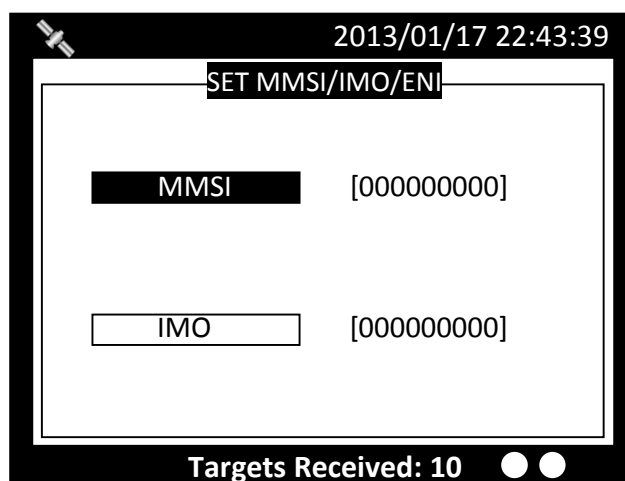 2013/01/17 22:43:39
SET MMSI/IMO/ENI
MMSI [000000000]
IMO [000000000]
Targets Received: 10